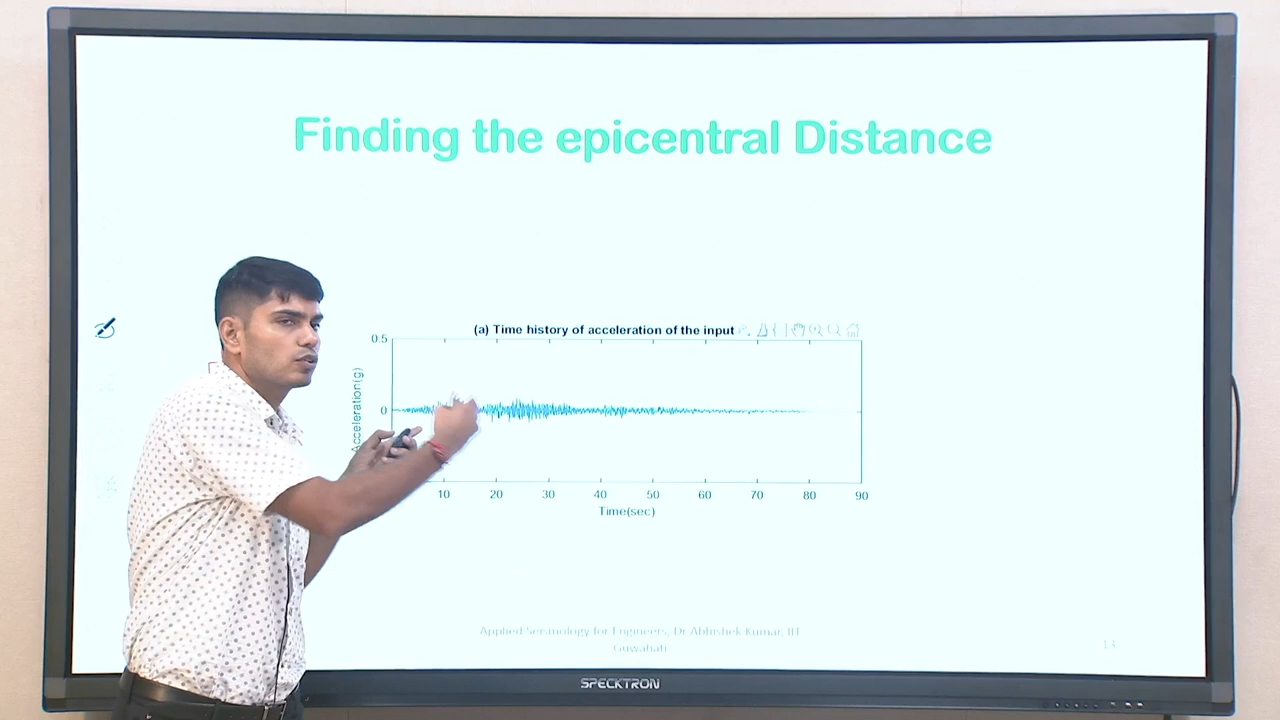 Finding the epicentral Distance
(a) Time history of acceleration of the input
0.5
0
Acceleration(g)
10 20 30 40 50 60 70 80 90
Time(sec)
Applied Seismology for Engineers, Dr Abhishek Kumar, IIT
Guwahati
13
SPECKTRON